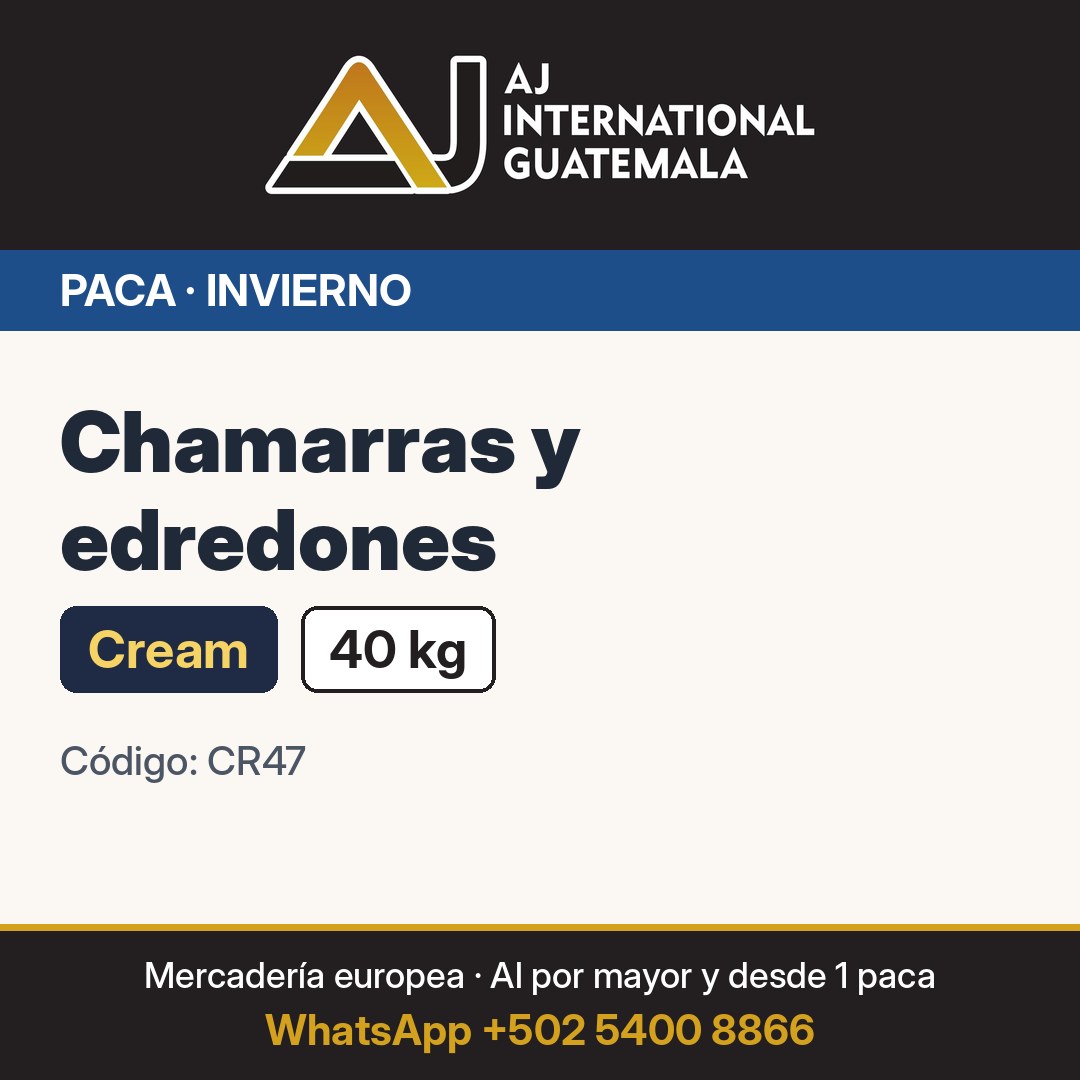 AJ
AJ
INTERNATIONAL
GUATEMALA
PACA · INVIERNO
Chamarras y
edredones
Cream
40 kg
Código: CR47
Mercadería europea · Al por mayor y desde 1 paca
WhatsApp +502 5400 8866